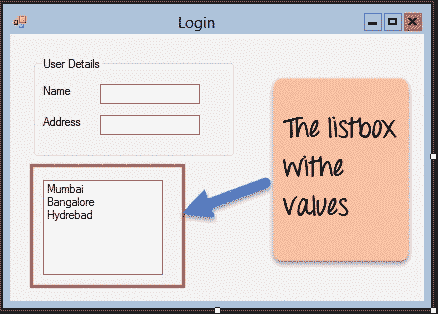 Login
User Details
Name
Address
Mumbai
Bangalore
Hydrebad
The listbox
withe
values